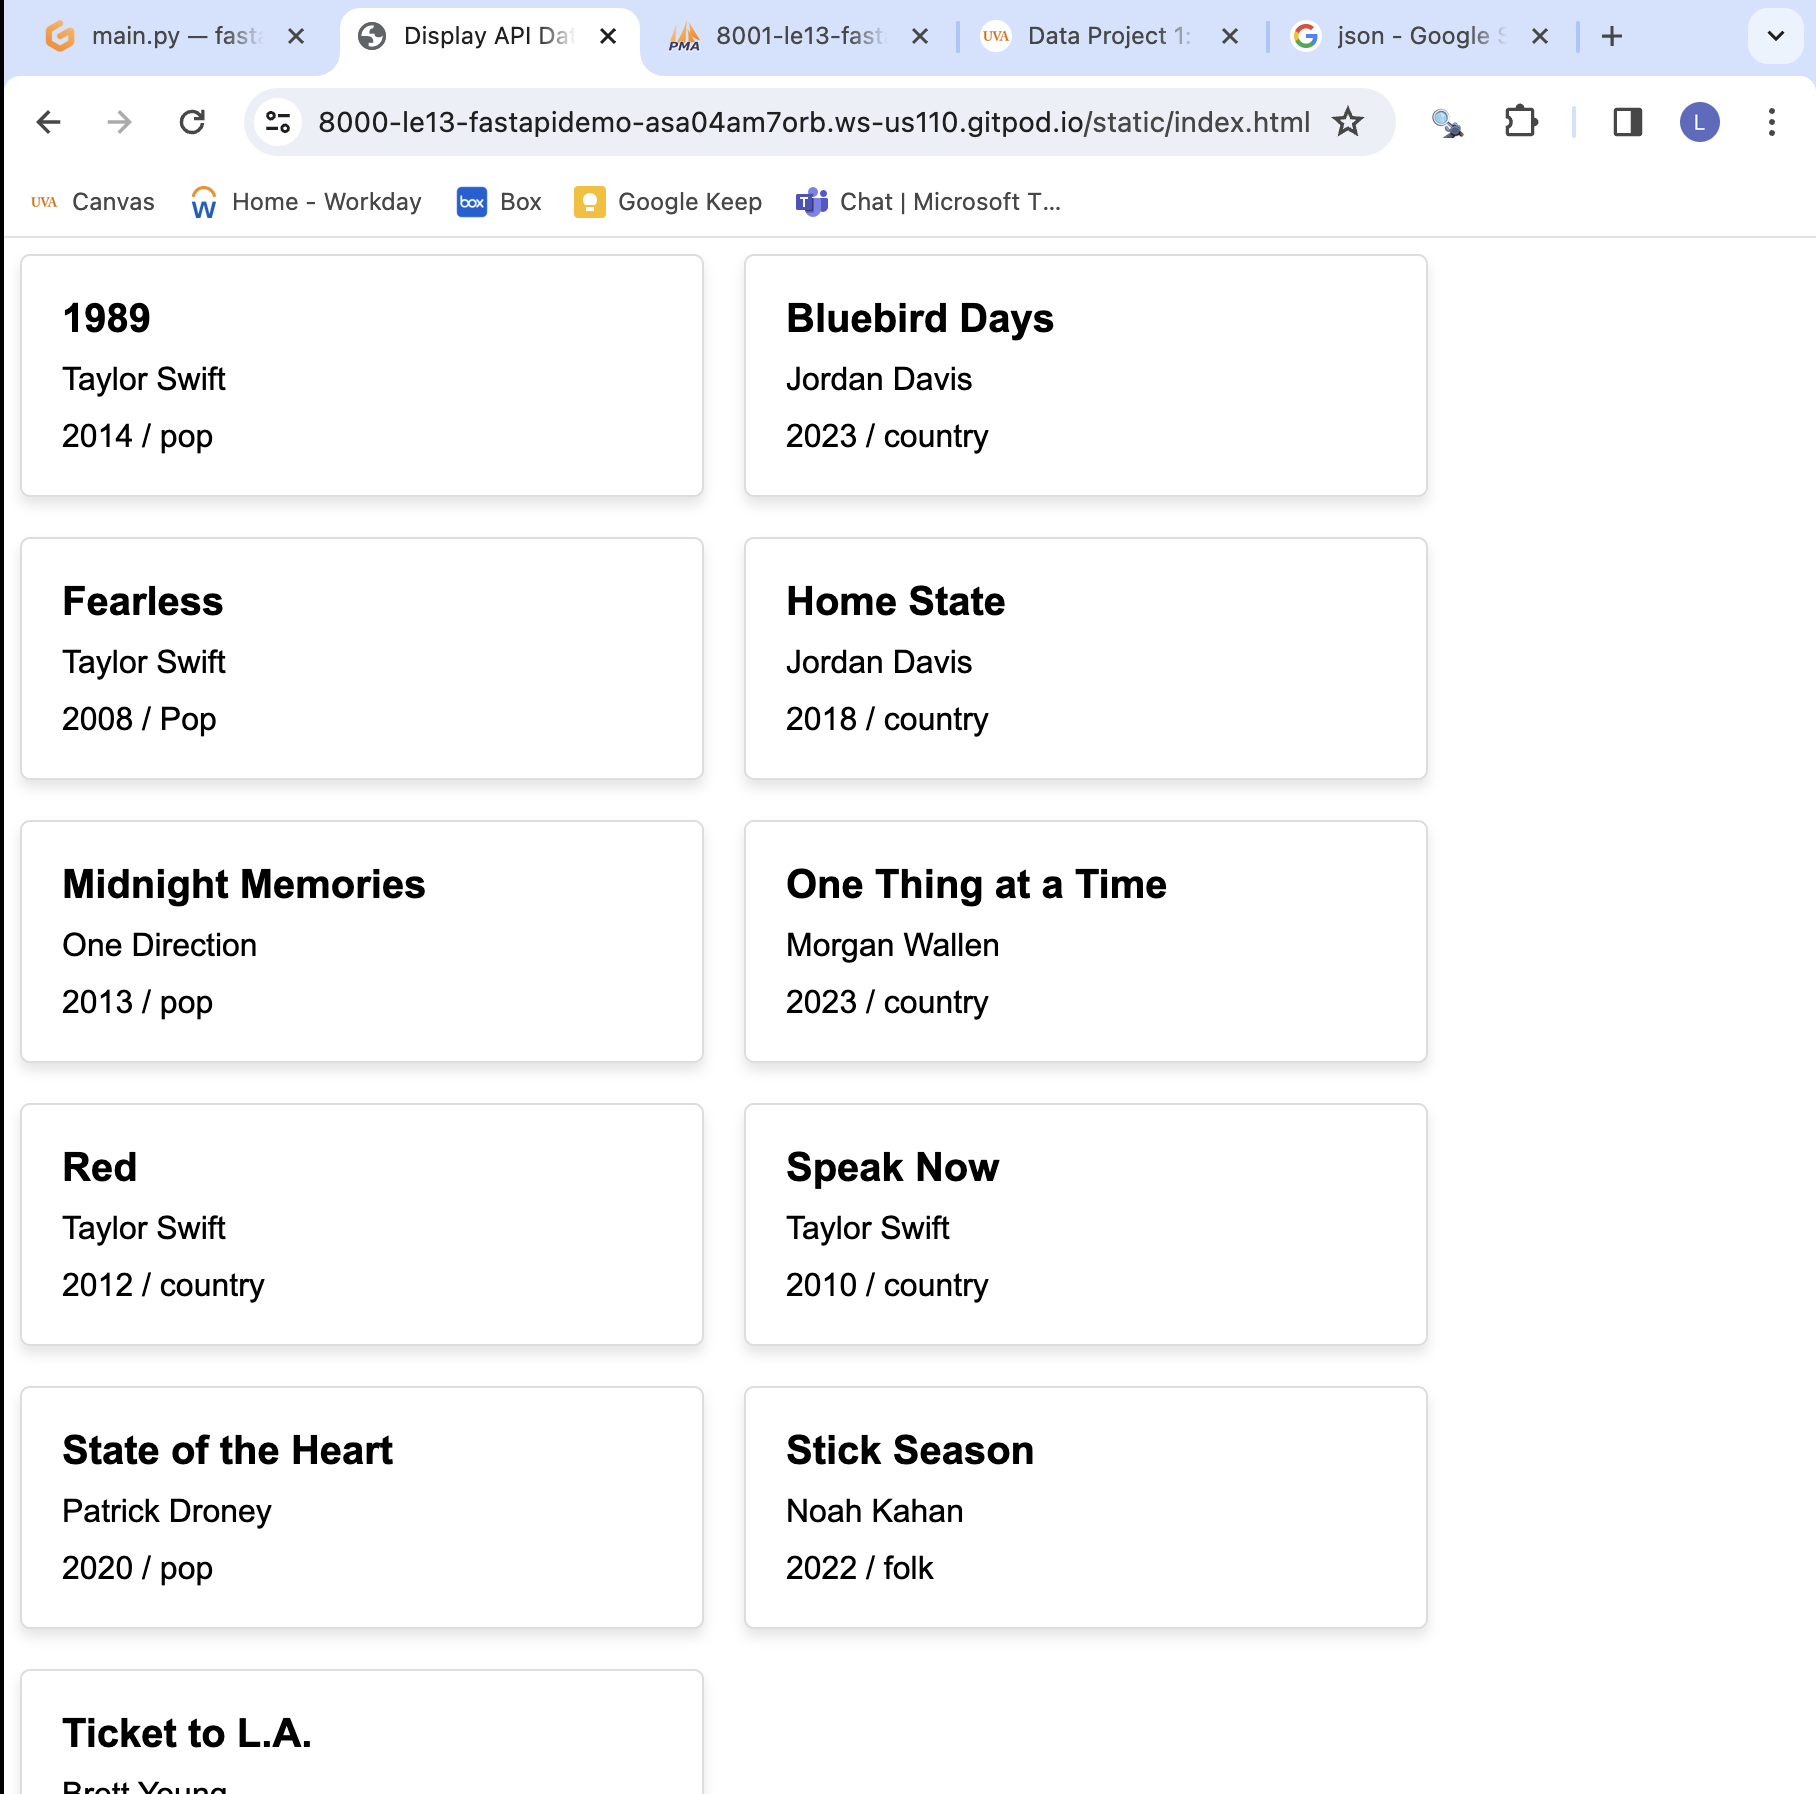 main.py — fast
Display API Dat
PMA
8001-le13-fast
UVA
Data Project 1:
json - Google S
8000-le13-fastapidemo-asa04am7orb.ws-us110.gitpod.io/static/index.html
L
UVA Canvas
W Home - Workday
box Box
Google Keep
T Chat | Microsoft T...
1989
Taylor Swift
2014 / pop
Bluebird Days
Jordan Davis
2023 / country
Fearless
Taylor Swift
2008 / Pop
Home State
Jordan Davis
2018 / country
Midnight Memories
One Direction
2013 / pop
One Thing at a Time
Morgan Wallen
2023 / country
Red
Taylor Swift
2012 / country
Speak Now
Taylor Swift
2010 / country
State of the Heart
Patrick Droney
2020 / pop
Stick Season
Noah Kahan
2022 / folk
Ticket to L.A.
Brett Young